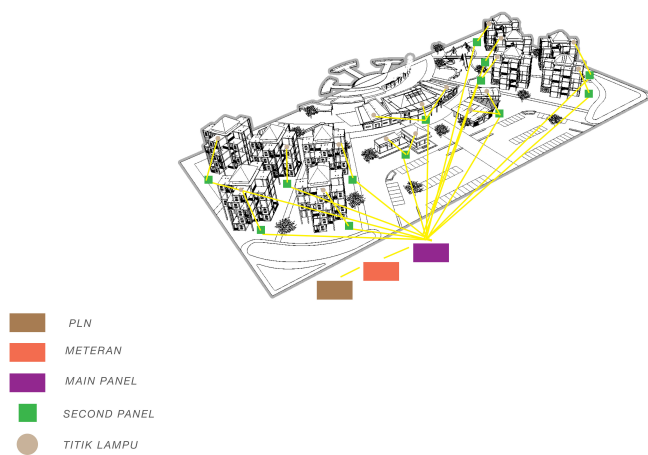 PLN
METERAN
MAIN PANEL
SECOND PANEL
TITIK LAMPU